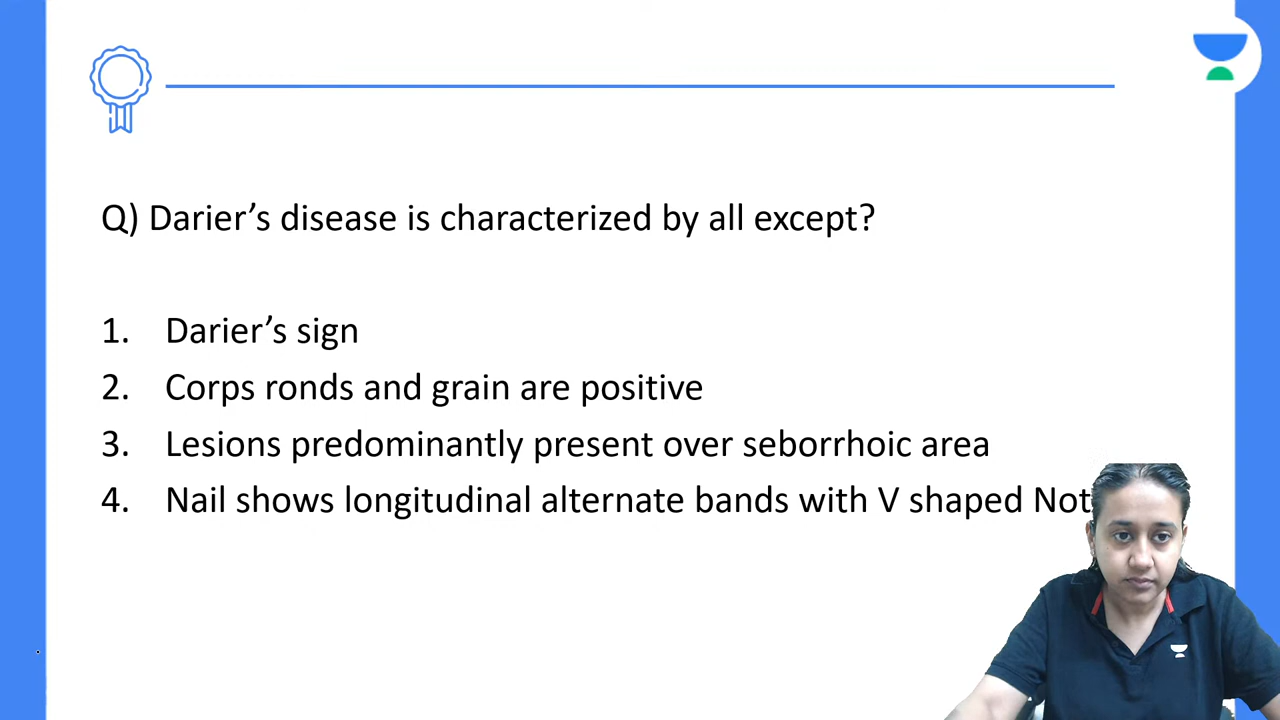 Q) Darier’s disease is characterized by all except?
1. Darier’s sign
2. Corps ronds and grain are positive
3. Lesions predominantly present over seborrhoic area
4. Nail shows longitudinal alternate bands with V shaped